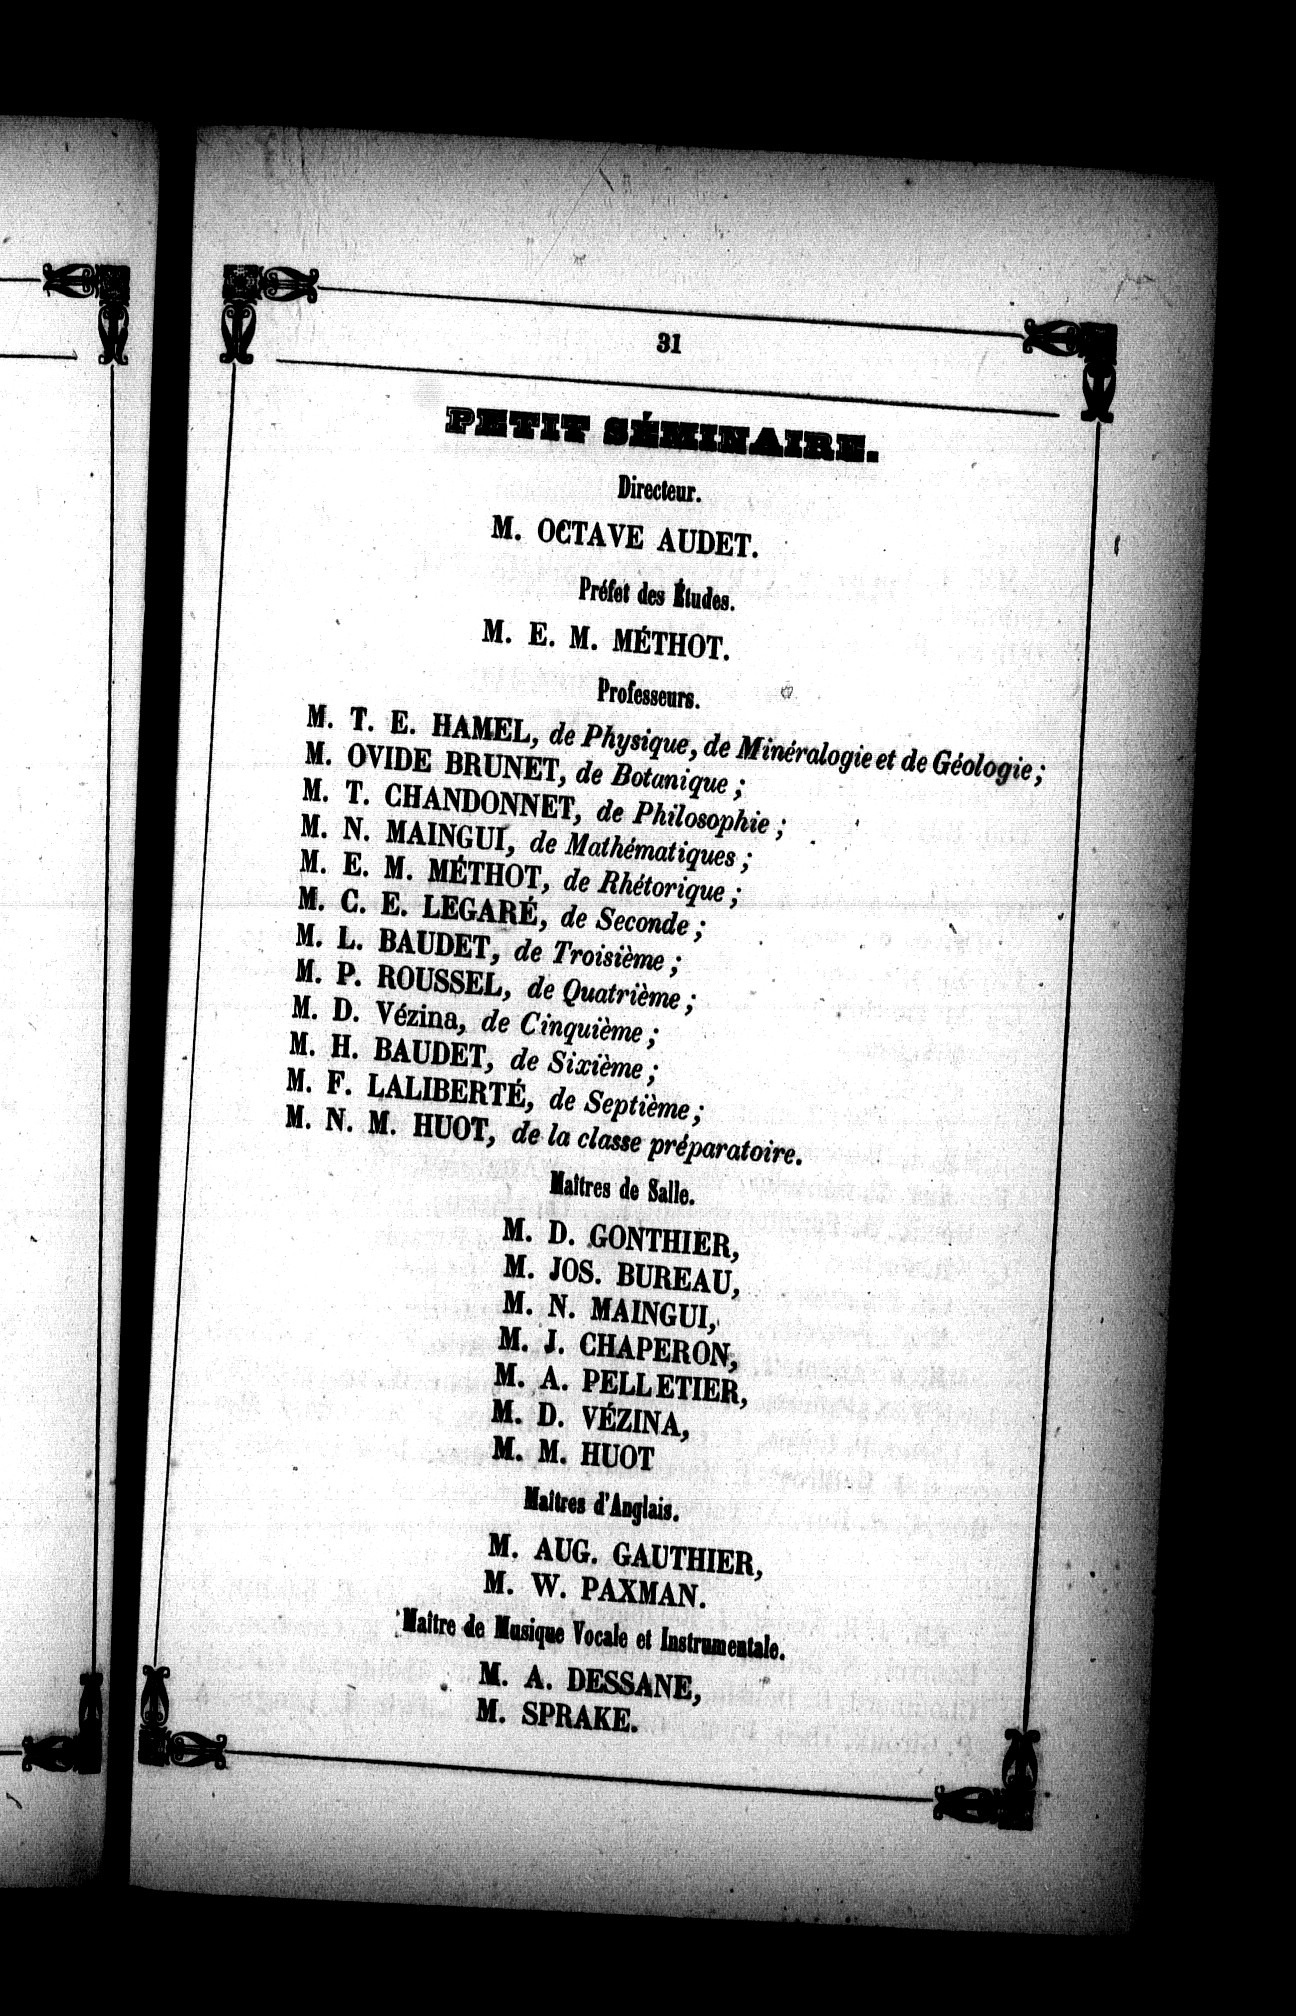 31
PETIT SÉMINAIRE.
Directeur.
M. OCTAVE AUDET.
Préfet des Études.
M. E. M. MÉTHOT.
Professeurs.
M. T. E. HAMEL, de Physique, de Minéralogie et de Géologie;
M. OVIDE BRUNET, de Botanique;
M. T. CHANDONNET, de Philosophie;
M. N. MAINGUI, de Mathématiques;
M. E. M. MÉTHOT, de Rhétorique;
M. C. E. LEGARÉ, de Seconde;
M. L. BAUDET, de Troisième;
M. P. ROUSSEL, de Quatrième;
M. D. Vézina, de Cinquième;
M. H. BAUDET, de Sixième;
M. F. LALIBERTÉ, de Septième;
M. N. M. HUOT, de la classe préparatoire.
Maîtres de Salle.
M. D. GONTHIER,
M. JOS. BUREAU,
M. N. MAINGUI,
M. J. CHAPERON,
M. A. PELLETIER,
M. D. VÉZINA,
M. M. HUOT
Maîtres d'Anglais.
M. AUG. GAUTHIER,
M. W. PAXMAN.
Maître de Musique Vocale et Instrumentale.
M. A. DESSANE,
M. SPRAKE.